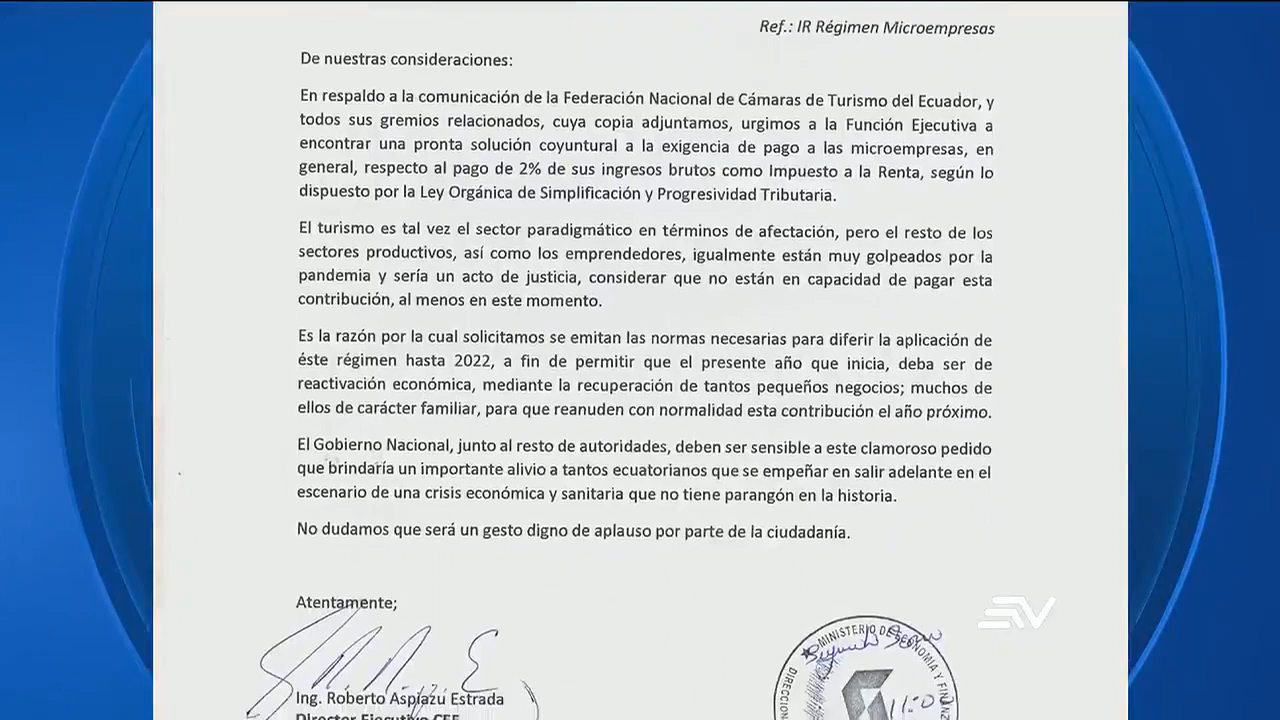 Ref.: IR Régimen Microempresas
De nuestras consideraciones:
En respaldo a la comunicación de la Federación Nacional de Cámaras de Turismo del Ecuador, y
todos sus gremios relacionados, cuya copia adjuntamos, urgimos a la Función Ejecutiva a
encontrar una pronta solución coyuntural a la exigencia de pago a las microempresas, en
general, respecto al pago de 2% de sus ingresos brutos como Impuesto a la Renta, según lo
dispuesto por la Ley Orgánica de Simplificación y Progresividad Tributaria.
El turismo es tal vez el sector paradigmático en términos de afectación, pero el resto de los
sectores productivos, así como los emprendedores, igualmente están muy golpeados por la
pandemia y sería un acto de justicia, considerar que no están en capacidad de pagar esta
contribución, al menos en este momento.
Es la razón por la cual solicitamos se emitan las normas necesarias para diferir la aplicación de
éste régimen hasta 2022, a fin de permitir que el presente año que inicia, deba ser de
reactivación económica, mediante la recuperación de tantos pequeños negocios; muchos de
ellos de carácter familiar, para que reanuden con normalidad esta contribución el año próximo.
El Gobierno Nacional, junto al resto de autoridades, deben ser sensible a este clamoroso pedido
que brindaría un importante alivio a tantos ecuatorianos que se empeñar en salir adelante en el
escenario de una crisis económica y sanitaria que no tiene parangón en la historia.
No dudamos que será un gesto digno de aplauso por parte de la ciudadanía.
Atentamente;
Ing. Roberto Aspiazu Estrada
Director Ejecutivo CEE
MINISTERIO DE ECONOMÍA Y FINANZ
DIRECCION